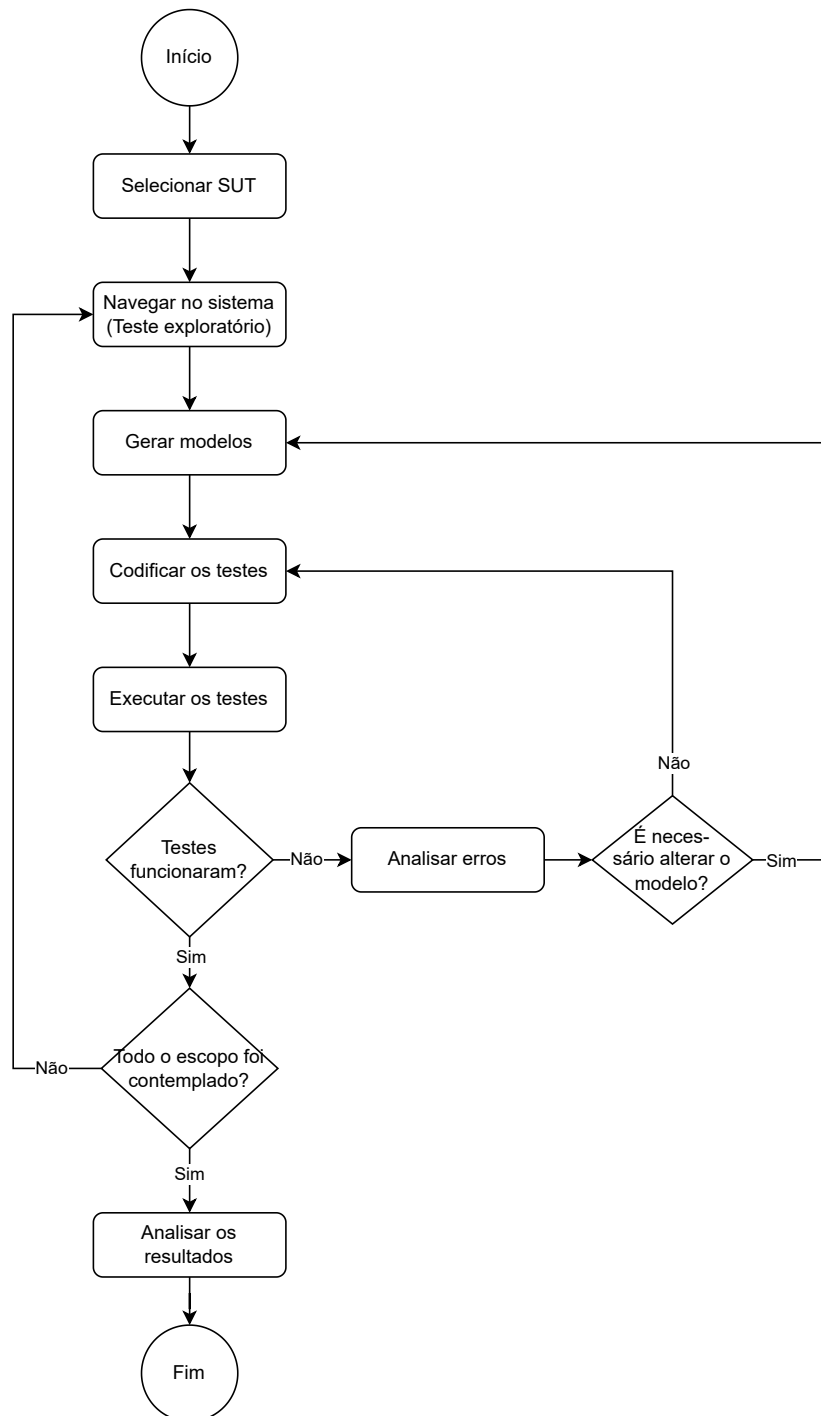 Início
Selecionar SUT
Navegar no sistema
(Teste exploratório)
Gerar modelos
Codificar os testes
Executar os testes
Não
Testes
funcionaram?
Não
Analisar erros
É neces-
sário alterar o
modelo?
Sim
Sim
Todo o escopo foi
contemplado?
Não
Sim
Analisar os
resultados
Fim